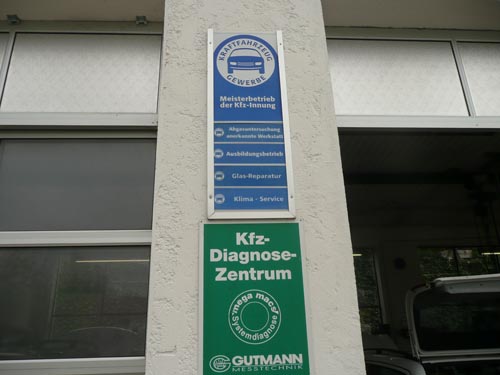 KRAFTFAHRZEUG
GEWERBE
Meisterbetrieb
der Kfz-Innung
Abgasuntersuchung
anerkannte Werkstatt
Ausbildungsbetrieb
Glas-Reparatur
Klima - Service
Kfz-
Diagnose-
Zentrum
mega macs
Systemdiagnose
GUTMANN
MESSTECHNIK